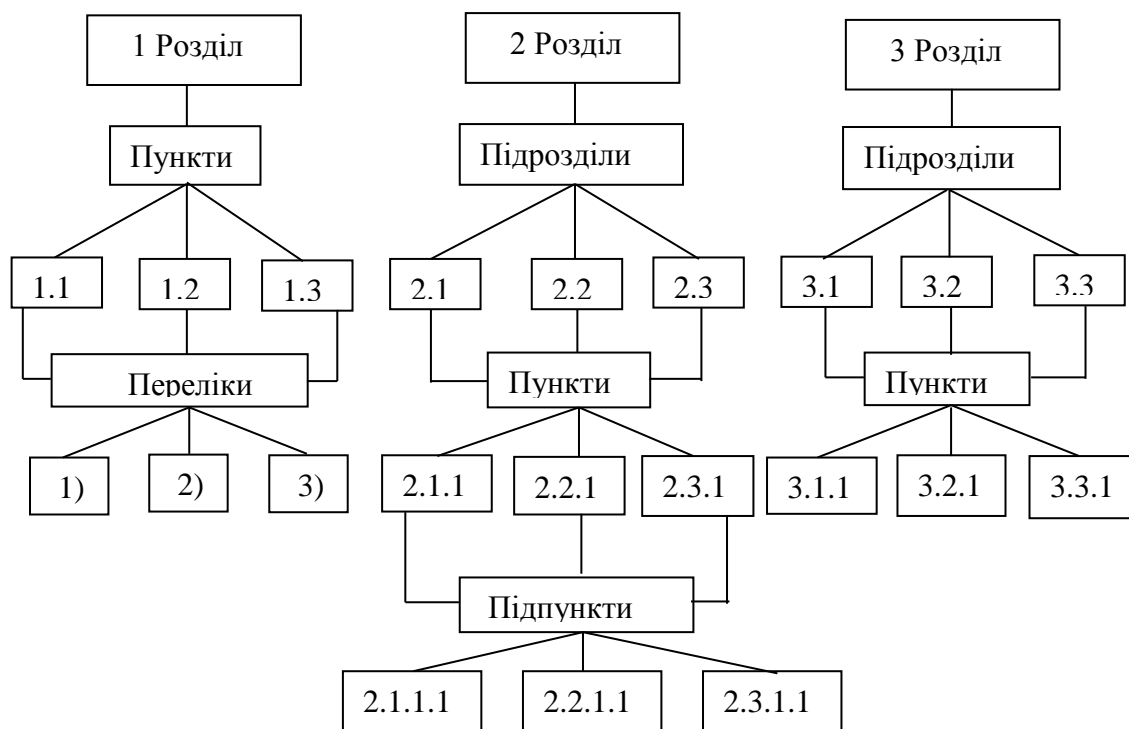 1 Розділ
2 Розділ
3 Розділ
Пункти
Підрозділи
Підрозділи
1.1
1.2
1.3
2.1
2.2
2.3
3.1
3.2
3.3
Переліки
Пункти
Пункти
1)
2)
3)
2.1.1
2.2.1
2.3.1
3.1.1
3.2.1
3.3.1
Підпункти
2.1.1.1
2.2.1.1
2.3.1.1